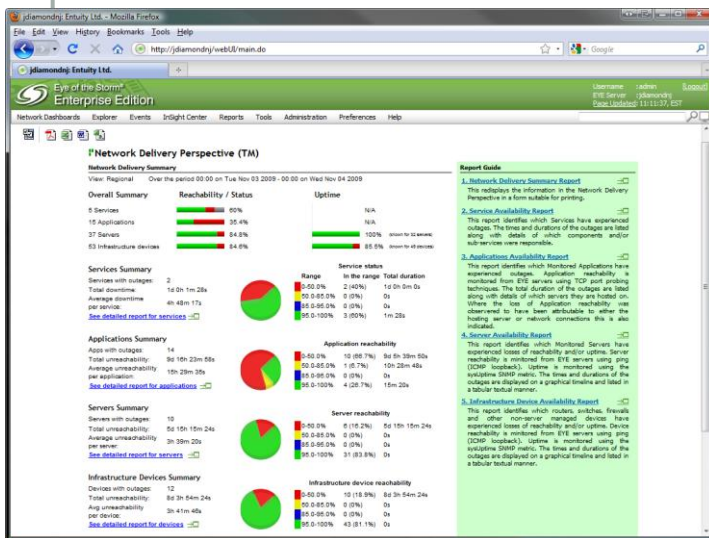 jdiamondnj: Entuity Ltd. - Mozilla Firefox
File Edit View History Bookmarks Tools Help
http://jdiamondnj/webUI/main.do
Google
jdiamondnj: Entuity Ltd.
Eye of the Storm
Enterprise Edition
Username :admin [Logout]
EYE Server :jdiamondnj
Page Updated: 11:11:37, EST
Network Dashboards Explorer Events InSight Center Reports Tools Administration Preferences Help
Network Delivery Perspective (TM)
Network Delivery Summary
View: Regional Over the period 00:00 on Tue Nov 03 2009 - 00:00 on Wed Nov 04 2009
Overall Summary Reachability / Status Uptime
5 Services 60% N/A
15 Applications 35.4% N/A
37 Servers 84.8% 100%
53 Infrastructure devices 84.6% 85.5%
Services Summary
Services with outages: 2
Total downtime: 1d 0h 1m 28s
Average downtime per service: 4h 48m 17s
See detailed report for services
Service status
Range In the range Total duration
0-50.0% 2 (40%) 1d 0h 0m 0s
50.0-85.0% 0 (0%) 0s
85.0-95.0% 0 (0%) 0s
95.0-100% 3 (60%) 1m 28s
Applications Summary
Apps with outages: 14
Total unreachability: 9d 16h 23m 58s
Average unreachability per application: 15h 29m 35s
See detailed report for applications
Application reachability
0-50.0% 10 (66.7%) 9d 5h 39m 50s
50.0-85.0% 1 (6.7%) 10h 28m 48s
85.0-95.0% 0 (0%) 0s
95.0-100% 4 (26.7%) 15m 20s
Servers Summary
Servers with outages: 10
Total unreachability: 5d 15h 15m 24s
Average unreachability per server: 3h 39m 20s
See detailed report for servers
Server reachability
0-50.0% 6 (16.2%) 5d 15h 15m 24s
50.0-85.0% 0 (0%) 0s
85.0-95.0% 0 (0%) 0s
95.0-100% 31 (83.8%) 0s
Infrastructure Devices Summary
Devices with outages: 12
Total unreachability: 8d 3h 54m 24s
Avg unreachability per device: 3h 41m 46s
See detailed report for devices
Infrastructure device reachability
0-50.0% 10 (18.9%) 8d 3h 54m 24s
50.0-85.0% 0 (0%) 0s
85.0-95.0% 0 (0%) 0s
95.0-100% 43 (81.1%) 0s
Report Guide
1. Network Delivery Summary Report
This redisplays the information in the Network Delivery
Perspective in a form suitable for printing.
2. Service Availability Report
This report identifies which Services have experienced
outages. The times and durations of the outages are listed
along with details of which components and/or
sub-services were responsible.
3. Applications Availability Report
This report identifies which Monitored Applications have
experienced outages. Application reachability is
monitored from EYE servers using TCP port probing
techniques. The total duration of the outages are listed
along with details of which servers they are hosted on.
Where the loss of Application reachability was
observed to have been attributable to either the
hosting server or network connections this is also
indicated.
4. Server Availability Report
This report identifies which Monitored Servers have
experienced losses of reachability and/or uptime. Server
reachability is monitored from EYE servers using ping
(ICMP loopback). Uptime is monitored using the
sysUptime SNMP metric. The times and durations of the
outages are displayed on a graphical timeline and listed in
a tabular textual manner.
5. Infrastructure Device Availability Report
This report identifies which routers, switches, firewalls
and other non-server managed devices have
experienced losses of reachability and/or uptime. Device
reachability is monitored from EYE servers using ping
(ICMP loopback). Uptime is monitored using the
sysUptime SNMP metric. The times and durations of the
outages are displayed on a graphical timeline and listed in
a tabular textual manner.